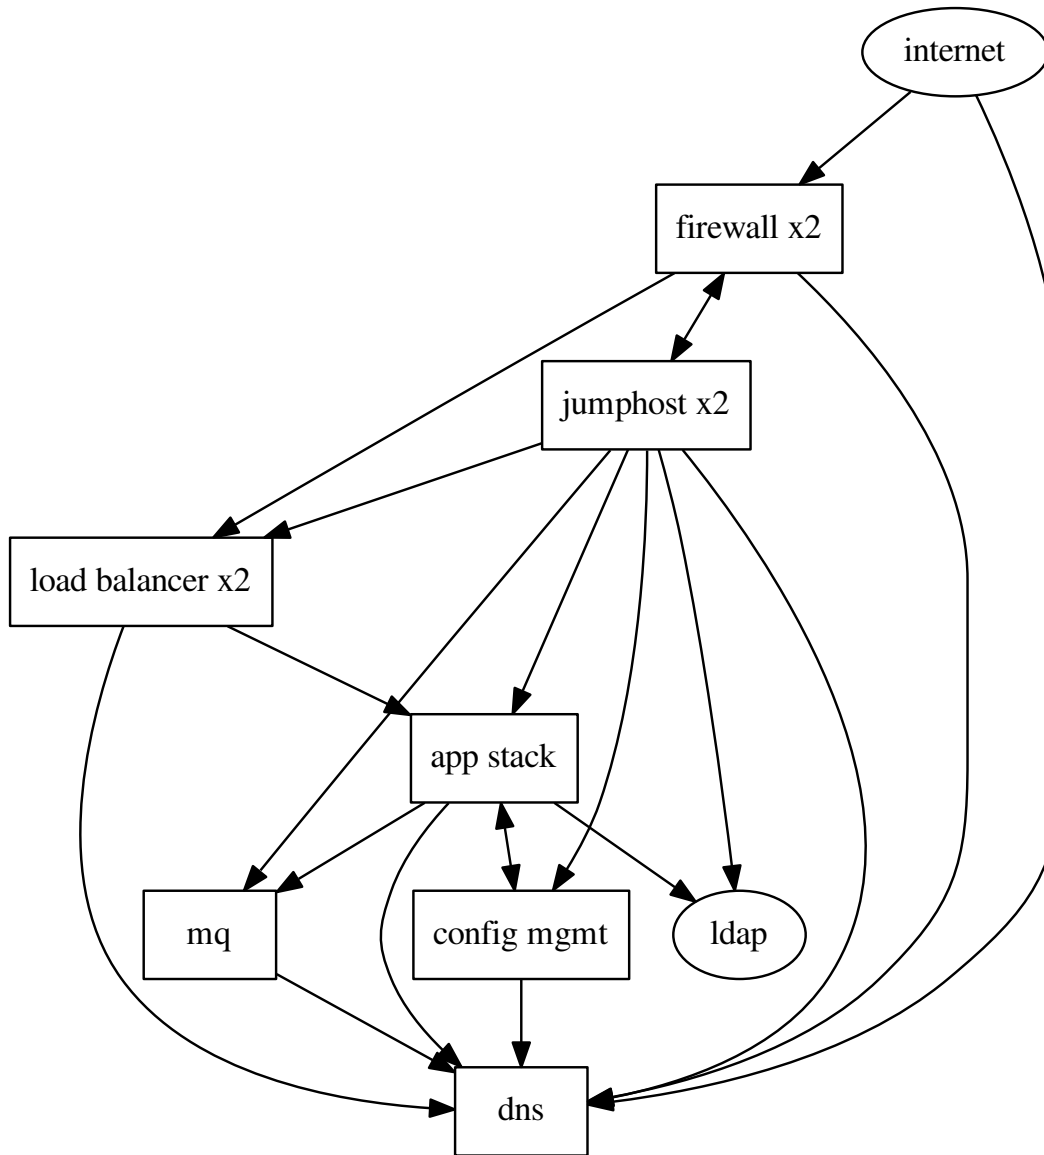 internet
firewall x2
jumphost x2
load balancer x2
app stack
mq
config mgmt
ldap
dns